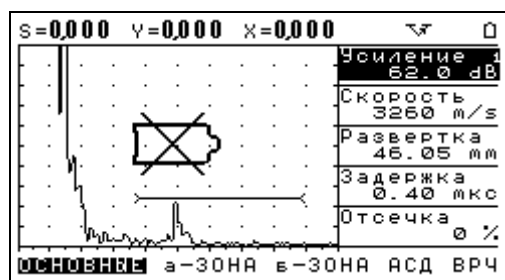 S=0,000 Y=0,000 X=0,000
Усиление 1
62.0 dB
Скорость
3260 m/s
Развертка
46.05 mm
Задержка
0.40 мкс
Отсечка
0 %
ОСНОВНЫЕ а-ЗОНА в-ЗОНА АСД ВРЧ